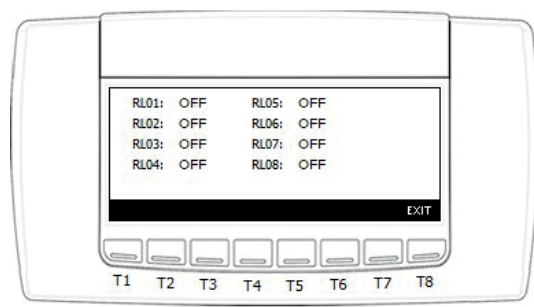 RL01: OFF RL05: OFF
RL02: OFF RL06: OFF
RL03: OFF RL07: OFF
RL04: OFF RL08: OFF
EXIT
T1 T2 T3 T4 T5 T6 T7 T8